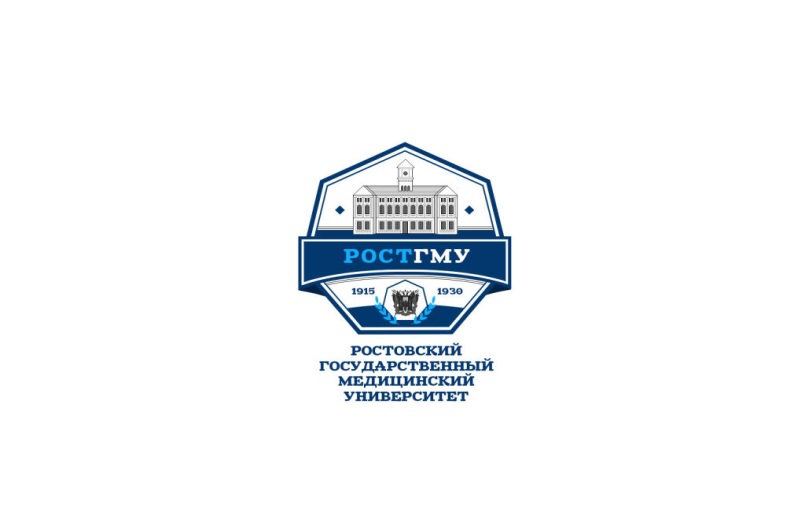 РОСТГМУ
1915 1930
РОСТОВСКИЙ
ГОСУДАРСТВЕННЫЙ
МЕДИЦИНСКИЙ
УНИВЕРСИТЕТ